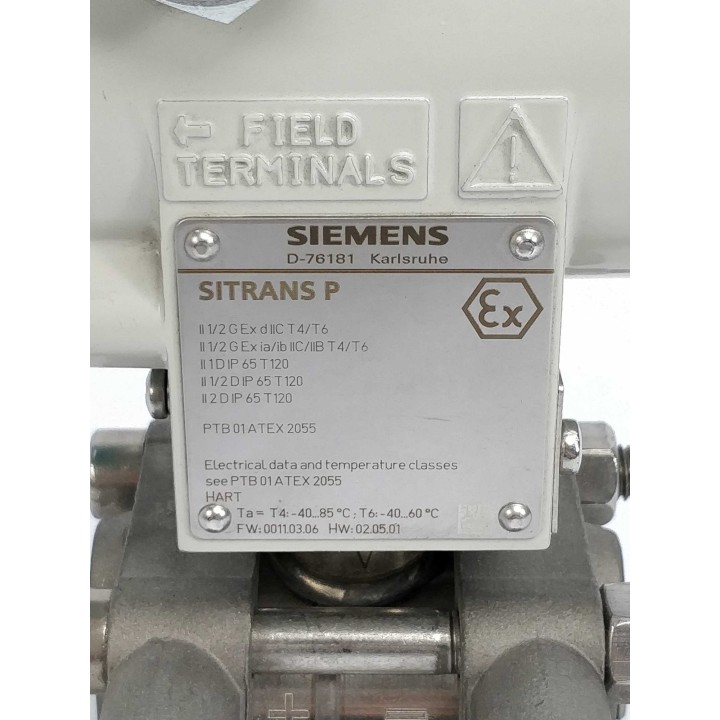 ← FIELD
TERMINALS
SIEMENS
D-76181 Karlsruhe
SITRANS P
Ex
II 1/2 G Ex d IIC T4/T6
II 1/2 G Ex ia/ib IIC/IIB T4/T6
II 1 D IP 65 T120
II 1/2 D IP 65 T120
II 2 D IP 65 T120
PTB 01 ATEX 2055
Electrical data and temperature classes
see PTB 01 ATEX 2055
HART
Ta = T4:-40...85 °C ; T6:-40...60 °C
FW: 0011.03.06 HW: 02.05.01
+